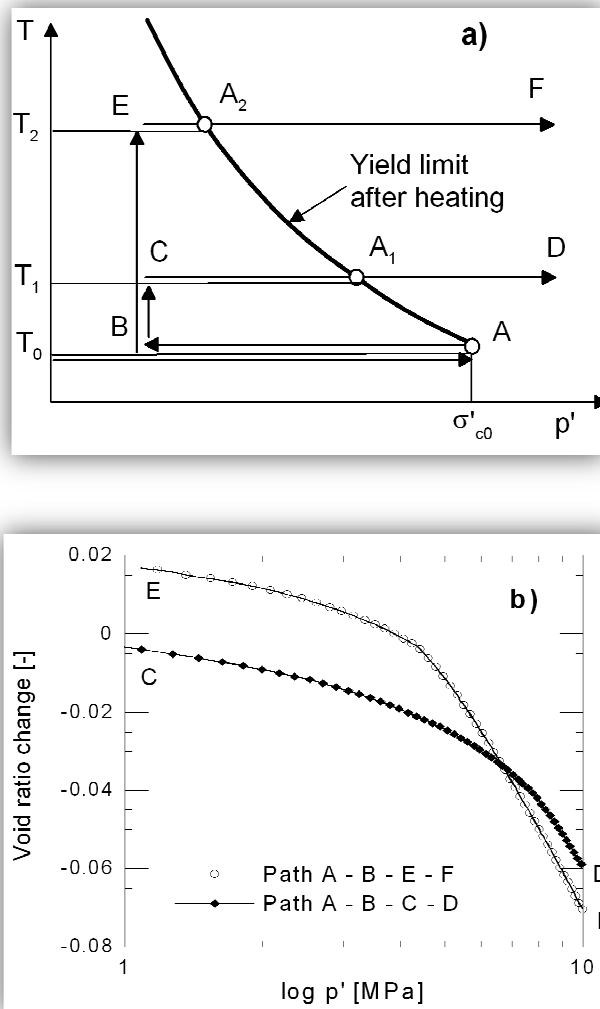 T
a)
E
A2
F
T2
Yield limit
after heating
C
A1
D
T1
B
A
T0
σ'c0
p'
0.02
b)
E
0
C
-0.02
-0.04
-0.06
-0.08
Void ratio change [-]
Path A - B - E - F
Path A - B - C - D
1
10
log p' [MPa]